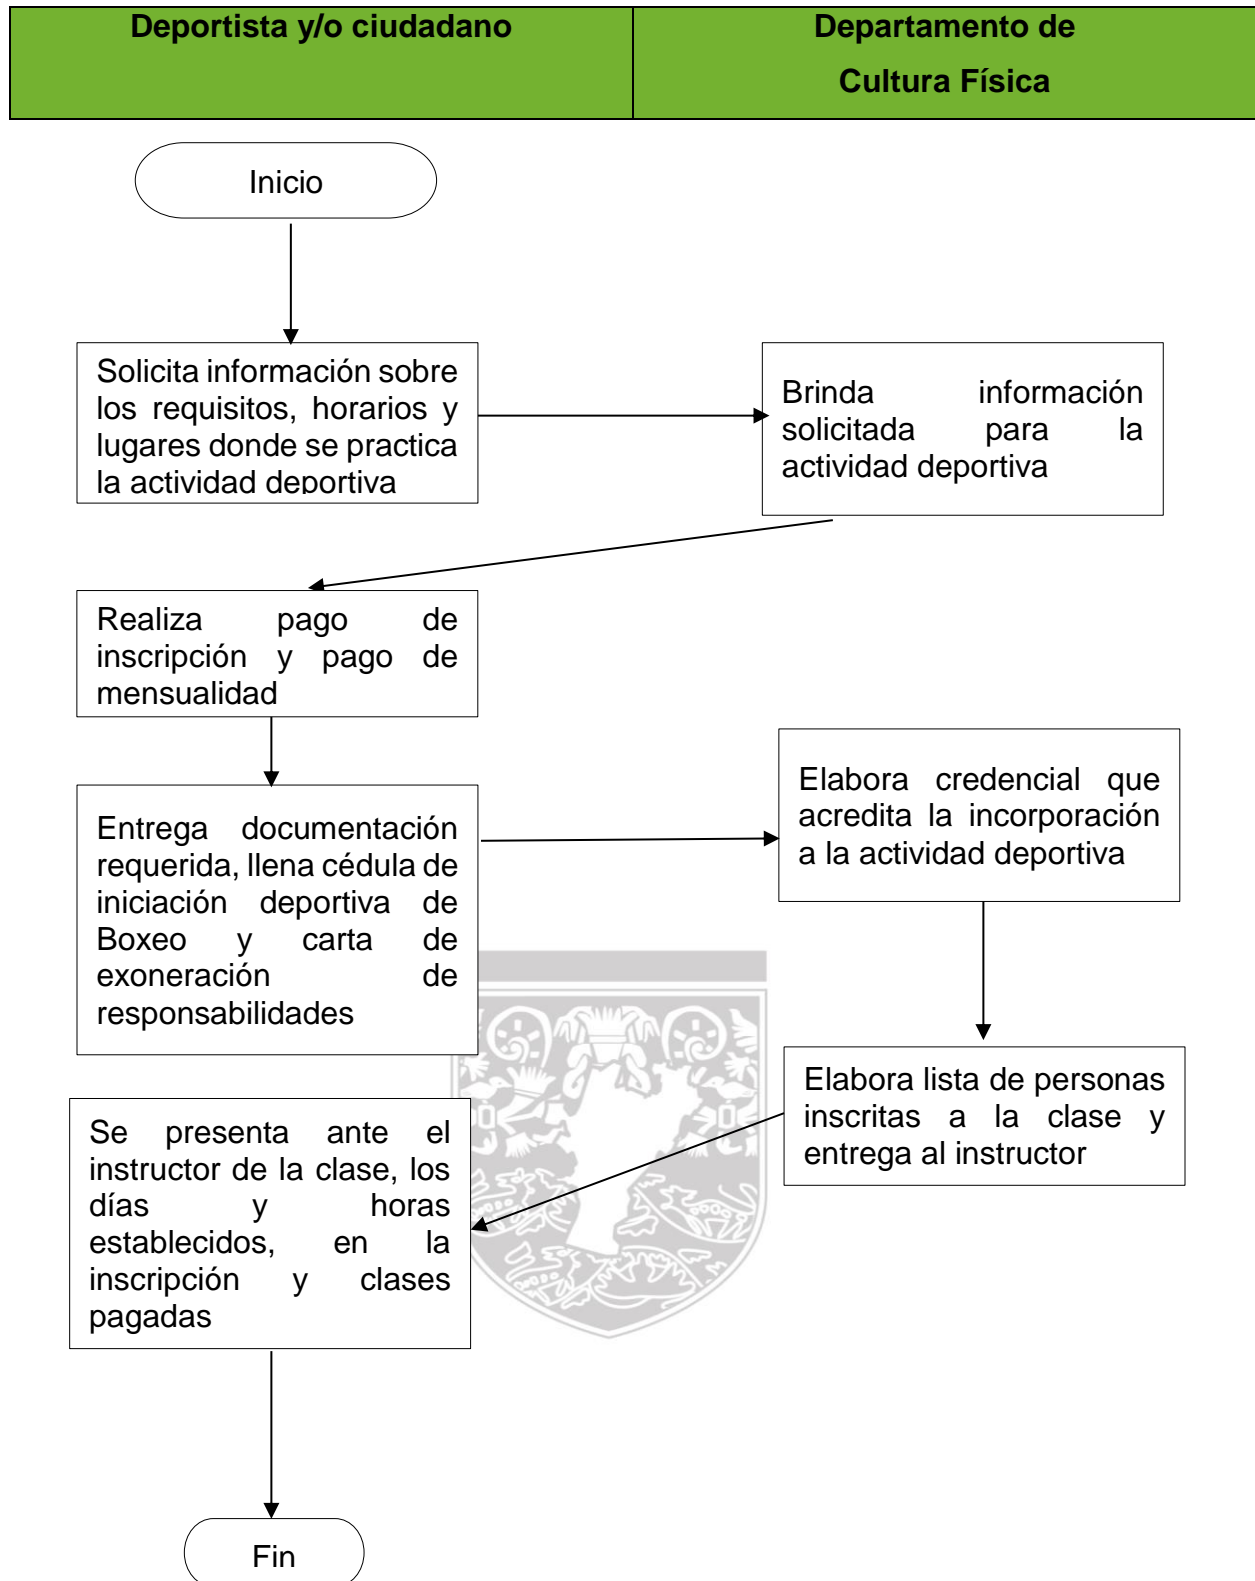 Deportista y/o ciudadano
Departamento de
Cultura Física
Inicio
Solicita información sobre
los requisitos, horarios y
lugares donde se practica
la actividad deportiva
Brinda información
solicitada para la
actividad deportiva
Realiza pago de
inscripción y pago de
mensualidad
Entrega documentación
requerida, llena cédula de
iniciación deportiva de
Boxeo y carta de
exoneración de
responsabilidades
Elabora credencial que
acredita la incorporación
a la actividad deportiva
Elabora lista de personas
inscritas a la clase y
entrega al instructor
Se presenta ante el
instructor de la clase, los
días y horas
establecidos, en la
inscripción y clases
pagadas
Fin